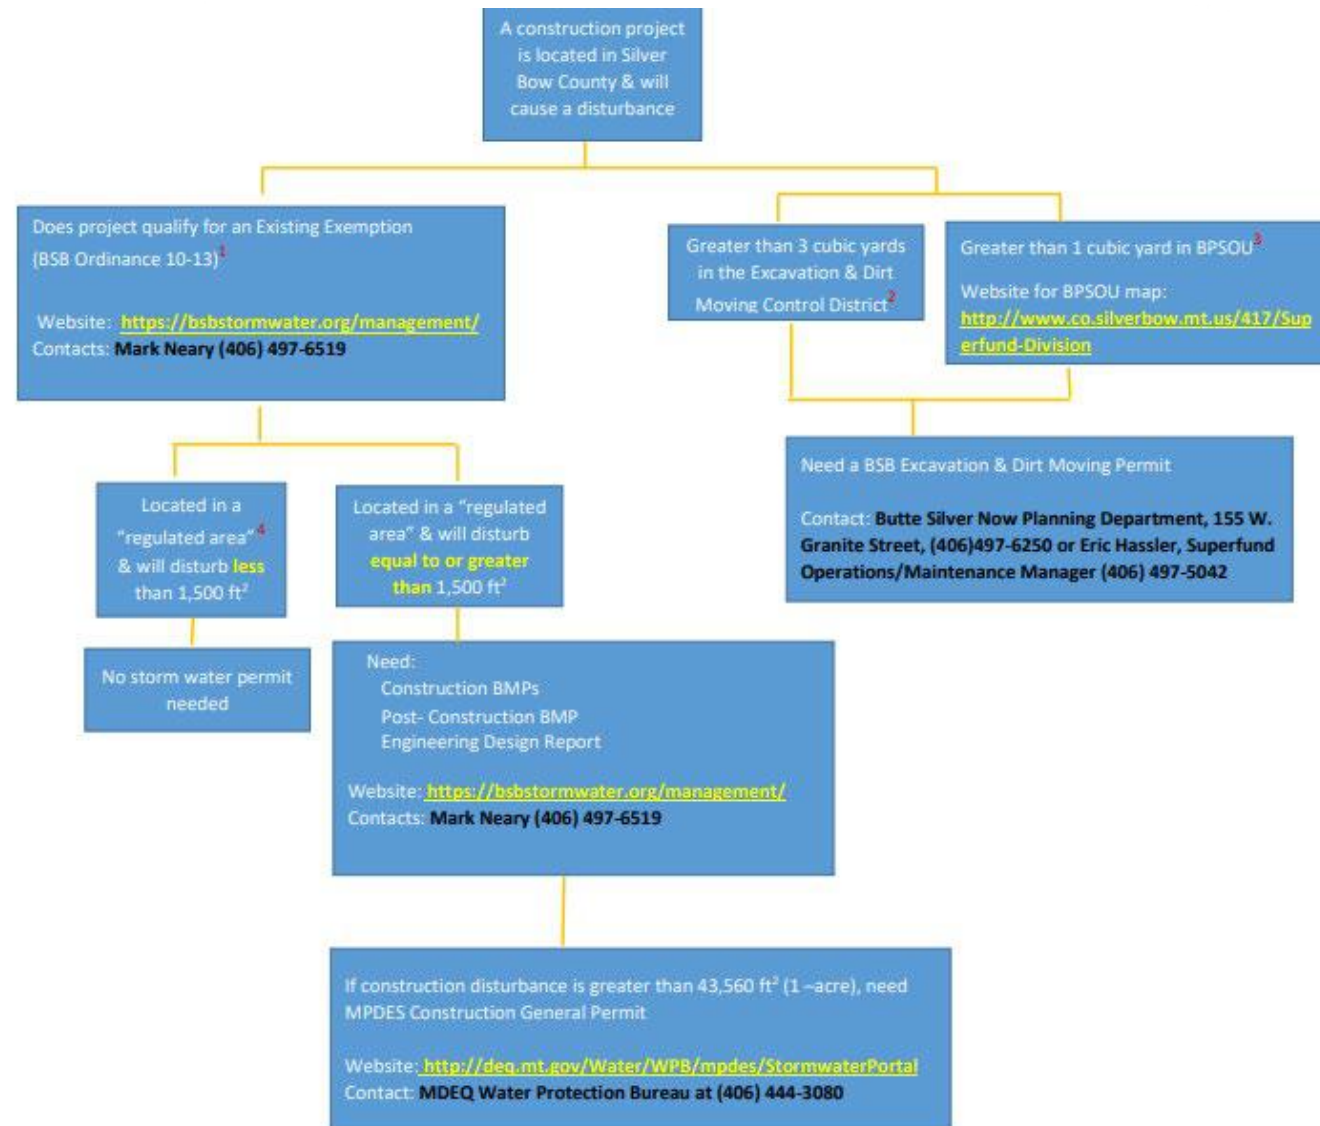 A construction project
is located in Silver
Bow County & will
cause a disturbance
Does project qualify for an Existing Exemption
(BSB Ordinance 10-13)1
Website: https://bsbstormwater.org/management/
Contacts: Mark Neary (406) 497-6519
Greater than 3 cubic yards
in the Excavation & Dirt
Moving Control District2
Greater than 1 cubic yard in BPSOU3
Website for BPSOU map:
http://www.co.silverbow.mt.us/417/Sup
erfund-Division
Need a BSB Excavation & Dirt Moving Permit
Contact: Butte Silver Now Planning Department, 155 W.
Granite Street, (406)497-6250 or Eric Hassler, Superfund
Operations/Maintenance Manager (406) 497-5042
Located in a
"regulated area"4
& will disturb less
than 1,500 ft2
Located in a "regulated
area" & will disturb
equal to or greater
than 1,500 ft2
No storm water permit
needed
Need:
Construction BMPs
Post- Construction BMP
Engineering Design Report
Website: https://bsbstormwater.org/management/
Contacts: Mark Neary (406) 497-6519
If construction disturbance is greater than 43,560 ft2 (1 –acre), need
MPDES Construction General Permit
Website: http://deq.mt.gov/Water/WPB/mpdes/StormwaterPortal
Contact: MDEQ Water Protection Bureau at (406) 444-3080